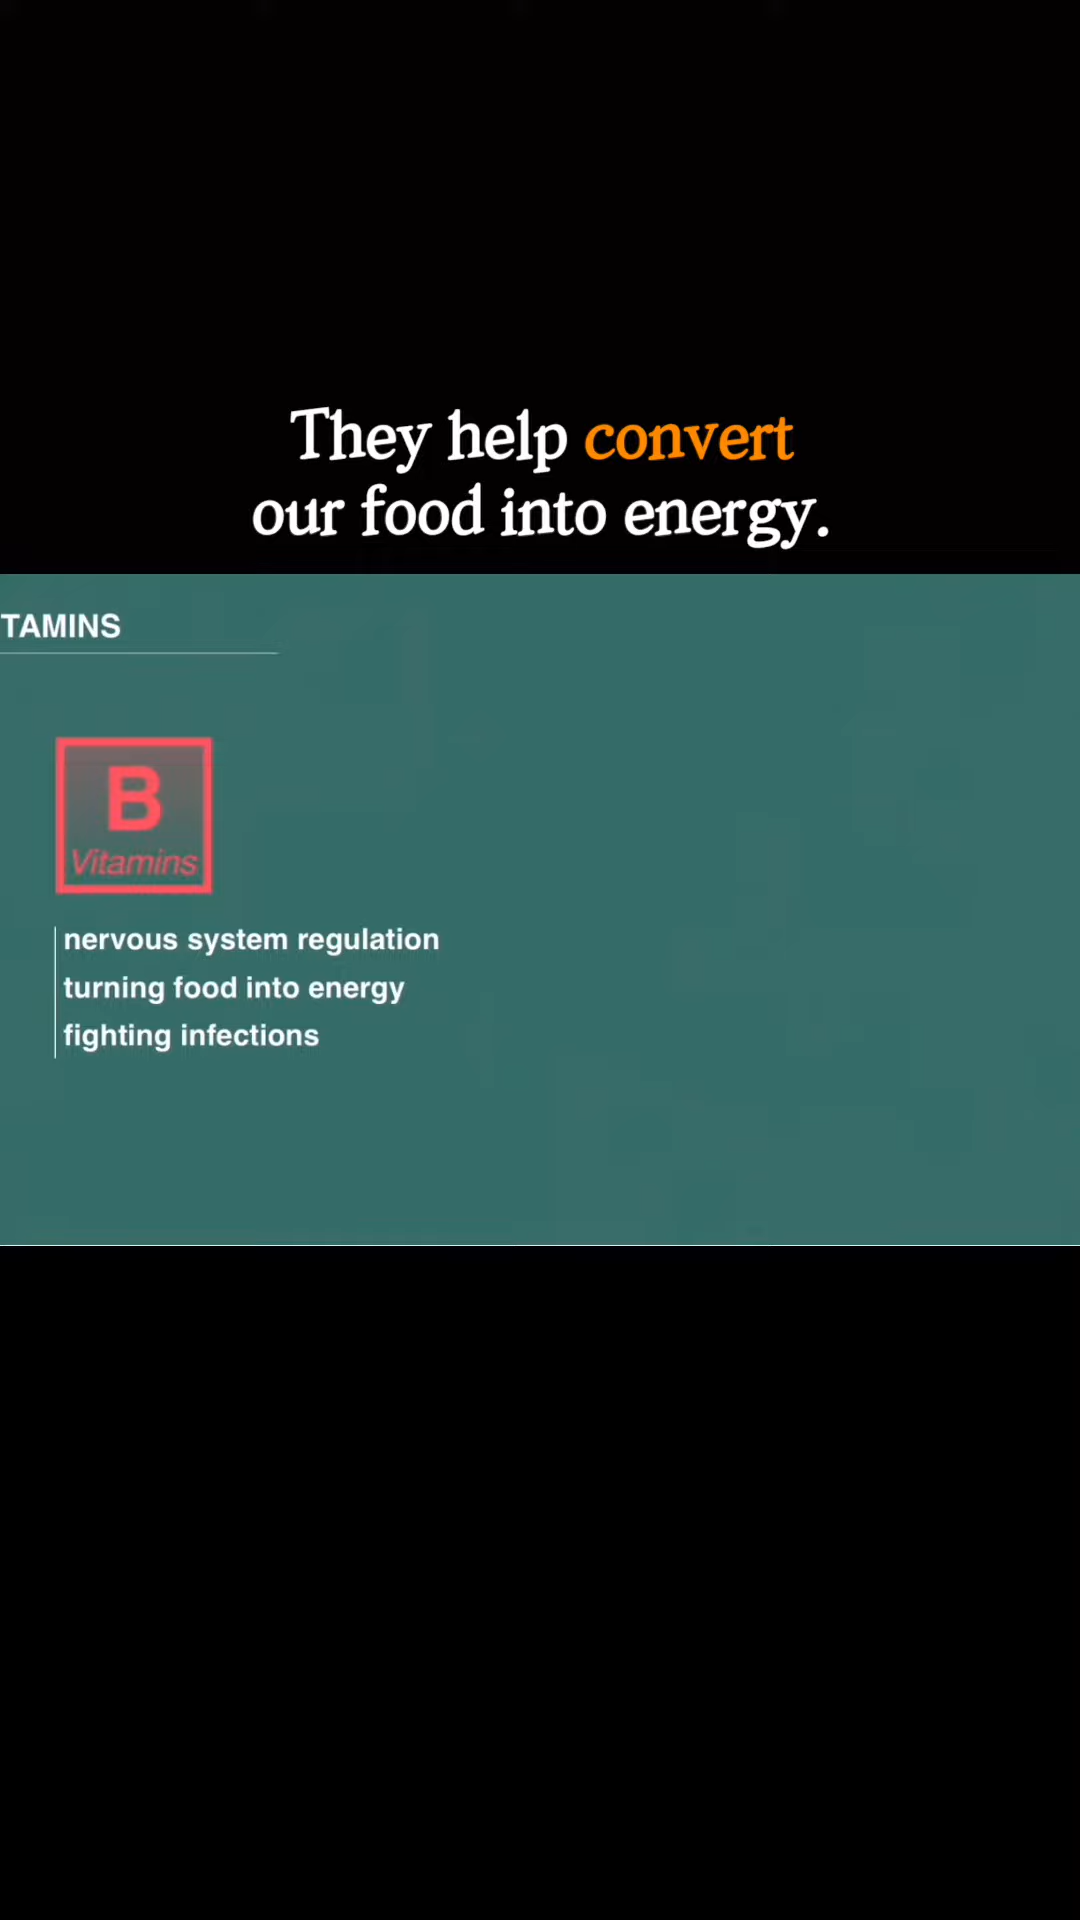 They help convert
our food into energy.
TAMINS
B
Vitamins
nervous system regulation
turning food into energy
fighting infections